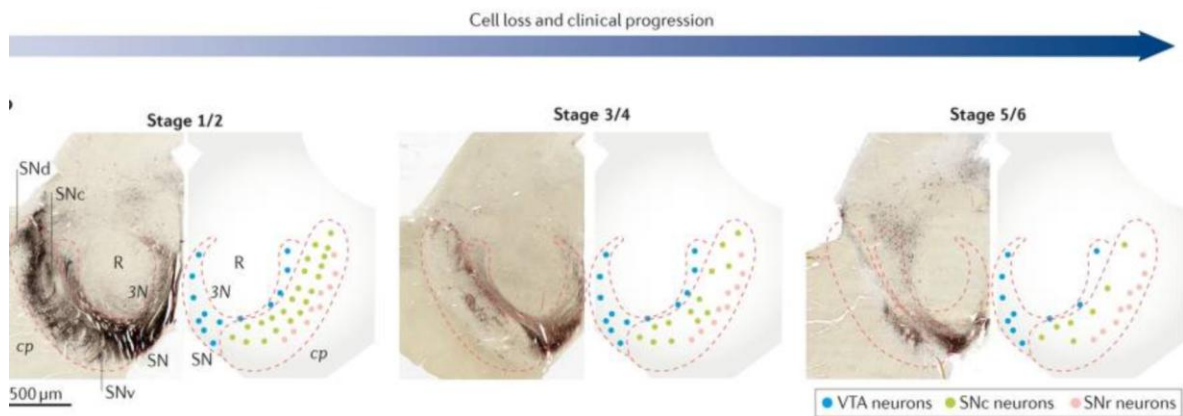 Cell loss and clinical progression
Stage 1/2
Stage 3/4
Stage 5/6
SNd
SNc
R
R
3N
3N
cp
SN
SN
cp
SNv
500 µm
VTA neurons SNc neurons SNr neurons